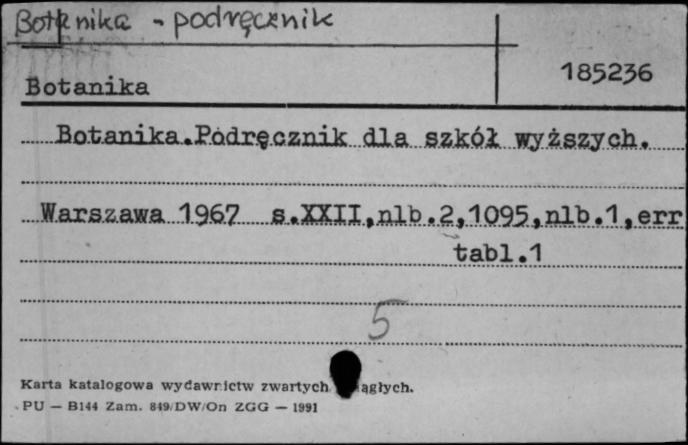 Botanika - podręcznik
185236
Botanika
Botanika.Podręcznik dla szkół wyższych.
Warszawa 1967 s.XXII,nlb.2,1095,nlb.1,err
tabl.1
5
Karta katalogowa wydawnictw zwartych ągłych.
PU — B144 Zam. 849/DW/On ZGG — 1991